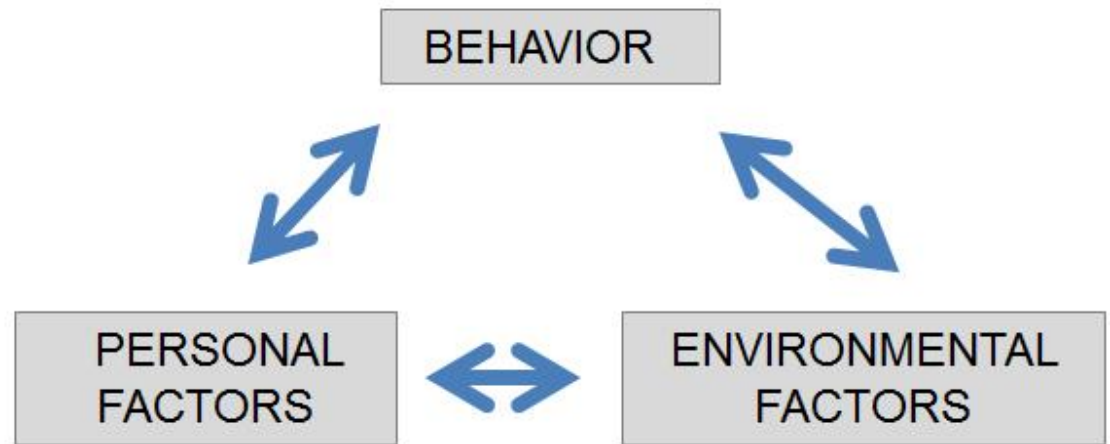 BEHAVIOR
PERSONAL
FACTORS
ENVIRONMENTAL
FACTORS